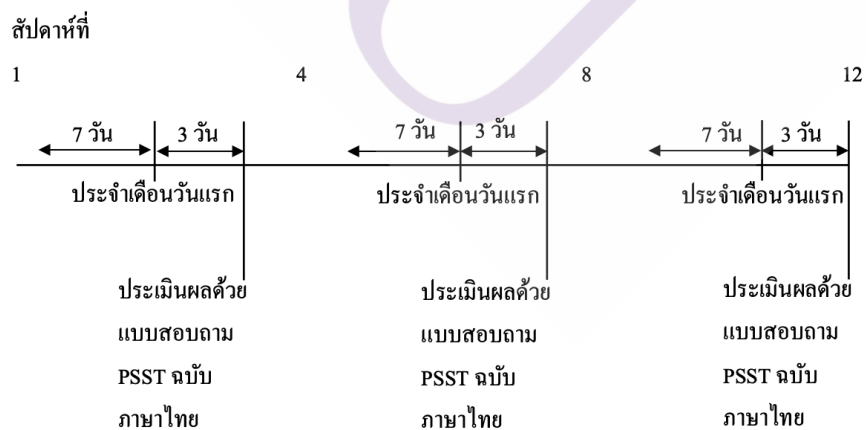 สัปดาห์ที่
1 4 8 12
7 วัน 3 วัน 7 วัน 3 วัน 7 วัน 3 วัน
ประจำเดือนวันแรก ประจำเดือนวันแรก ประจำเดือนวันแรก
ประเมินผลด้วย ประเมินผลด้วย ประเมินผลด้วย
แบบสอบถาม แบบสอบถาม แบบสอบถาม
PSST ฉบับ PSST ฉบับ PSST ฉบับ
ภาษาไทย ภาษาไทย ภาษาไทย